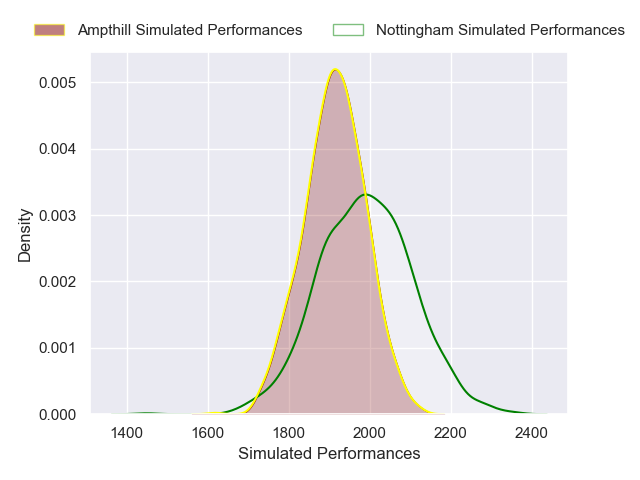 Ampthill Simulated Performances
Nottingham Simulated Performances
0.005
0.004
0.003
0.002
0.001
0.000
Density
1400 1600 1800 2000 2200 2400
Simulated Performances